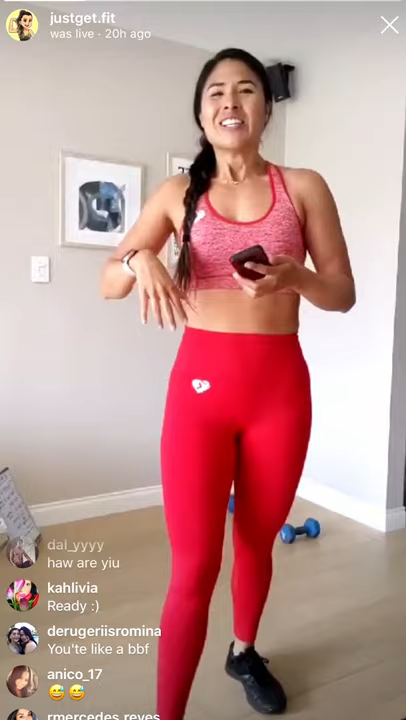 justget.fit
was live · 20h ago
dal_yyyy
haw are yiu
kahlivia
Ready :)
derugeriisromina
You'te like a bbf
anico_17
😅😅
rmercedes.reyes